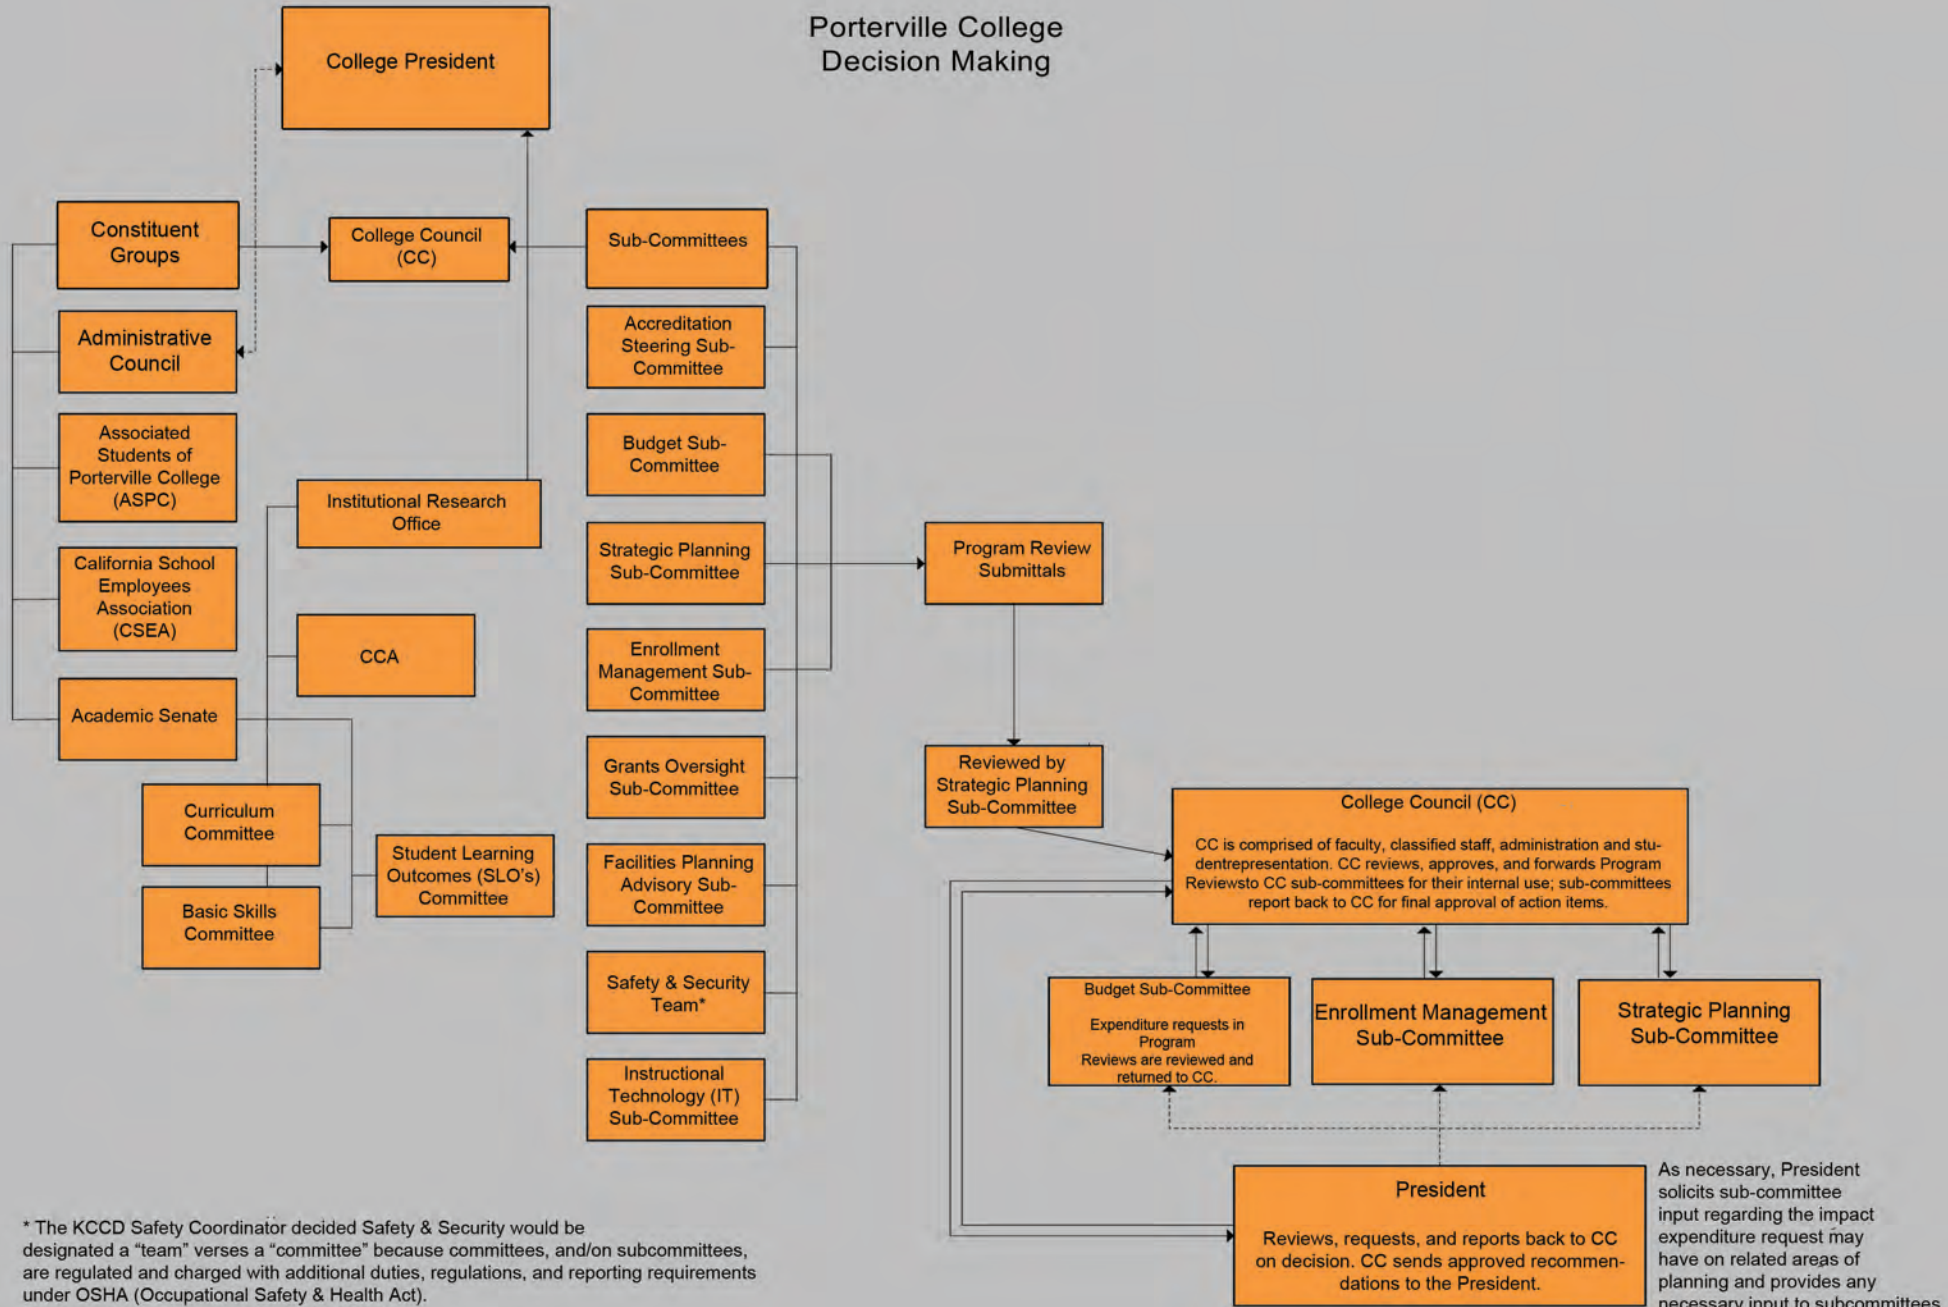 Porterville College
Decision Making
College President
Constituent
Groups
College Council
(CC)
Sub-Committees
Administrative
Council
Accreditation
Steering Sub-
Committee
Associated
Students of
Porterville College
(ASPC)
Budget Sub-
Committee
Institutional Research
Office
California School
Employees
Association
(CSEA)
Strategic Planning
Sub-Committee
Program Review
Submittals
CCA
Enrollment
Management Sub-
Committee
Academic Senate
Grants Oversight
Sub-Committee
Reviewed by
Strategic Planning
Sub-Committee
Curriculum
Committee
Student Learning
Outcomes (SLO's)
Committee
Facilities Planning
Advisory Sub-
Committee
Basic Skills
Committee
College Council (CC)
CC is comprised of faculty, classified staff, administration and stu-
dentrepresentation. CC reviews, approves, and forwards Program
Reviewsto CC sub-committees for their internal use; sub-committees
report back to CC for final approval of action items.
Safety & Security
Team*
Budget Sub-Committee
Expenditure requests in
Program
Reviews are reviewed and
returned to CC.
Enrollment Management
Sub-Committee
Strategic Planning
Sub-Committee
Instructional
Technology (IT)
Sub-Committee
President
Reviews, requests, and reports back to CC
on decision. CC sends approved recommen-
dations to the President.
As necessary, President
solicits sub-committee
input regarding the impact
expenditure request may
have on related areas of
planning and provides any
necessary input to subcommittees
* The KCCD Safety Coordinator decided Safety & Security would be
designated a “team” verses a “committee” because committees, and/on subcommittees,
are regulated and charged with additional duties, regulations, and reporting requirements
under OSHA (Occupational Safety & Health Act).